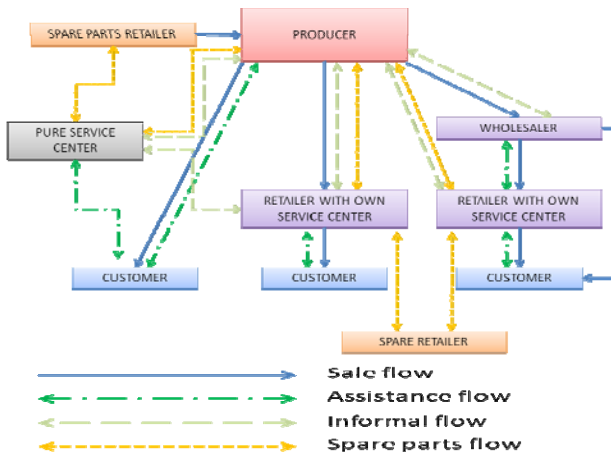 SPARE PARTS RETAILER
PRODUCER
PURE SERVICE
CENTER
WHOLESALER
RETAILER WITH OWN
SERVICE CENTER
RETAILER WITH OWN
SERVICE CENTER
CUSTOMER
CUSTOMER
CUSTOMER
SPARE RETAILER
Sale flow
Assistance flow
Informal flow
Spare parts flow